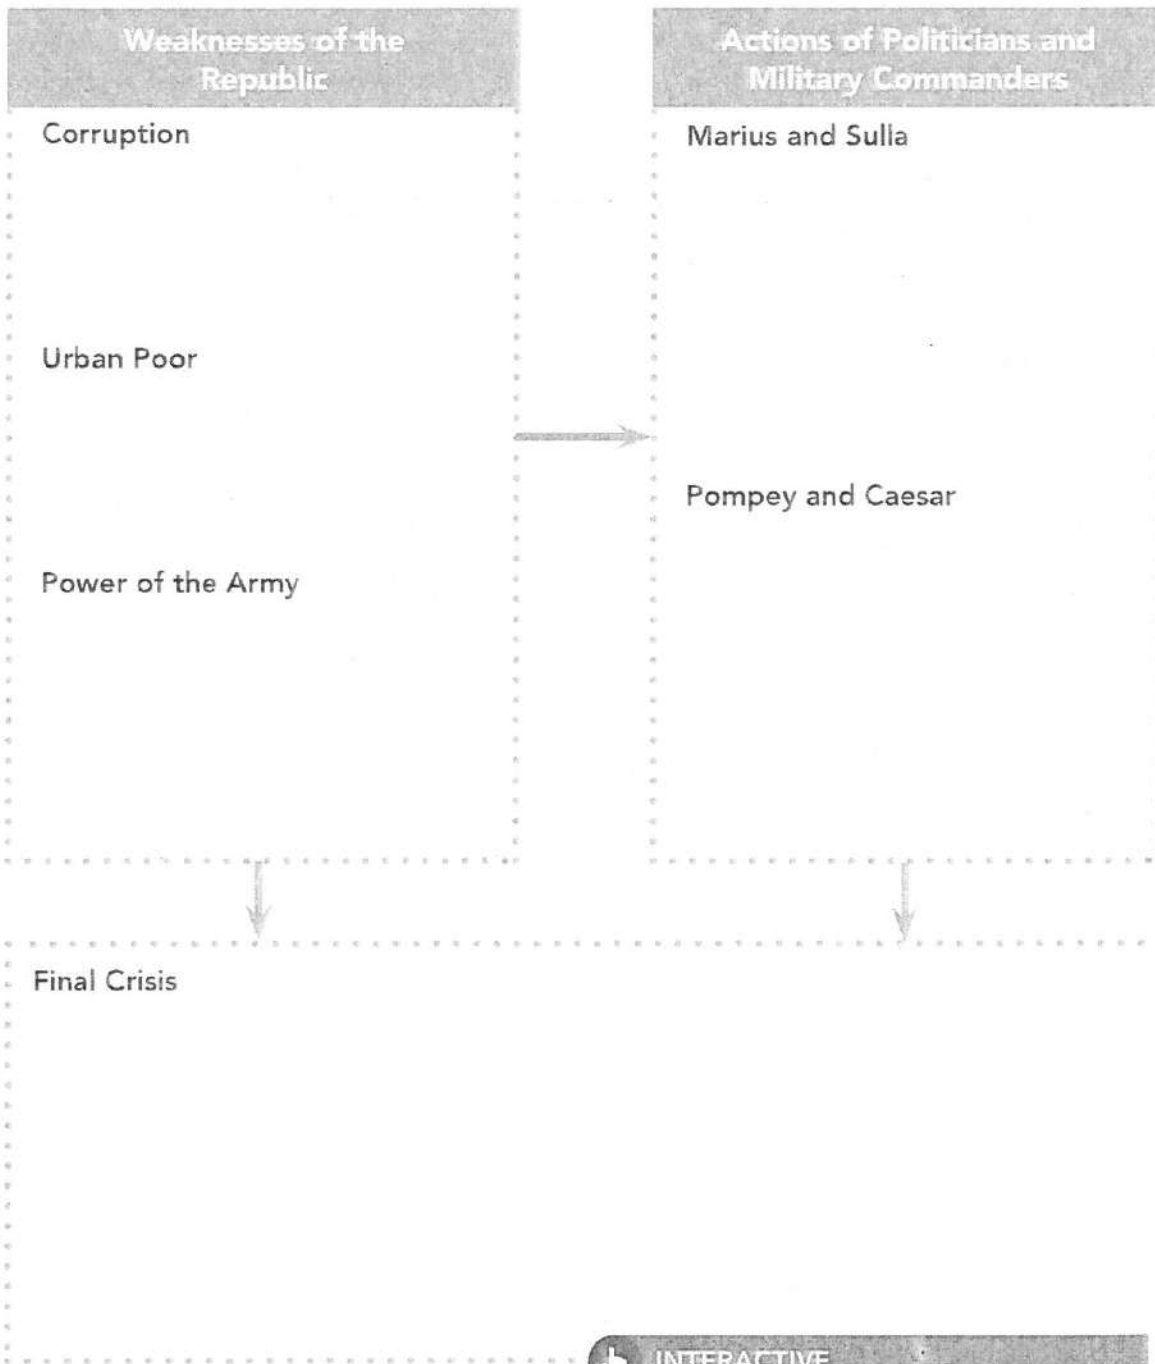 Weaknesses of the
Republic
Corruption
Urban Poor
Power of the Army
Actions of Politicians and
Military Commanders
Marius and Sulla
Pompey and Caesar
Final Crisis
INTERACTIVE